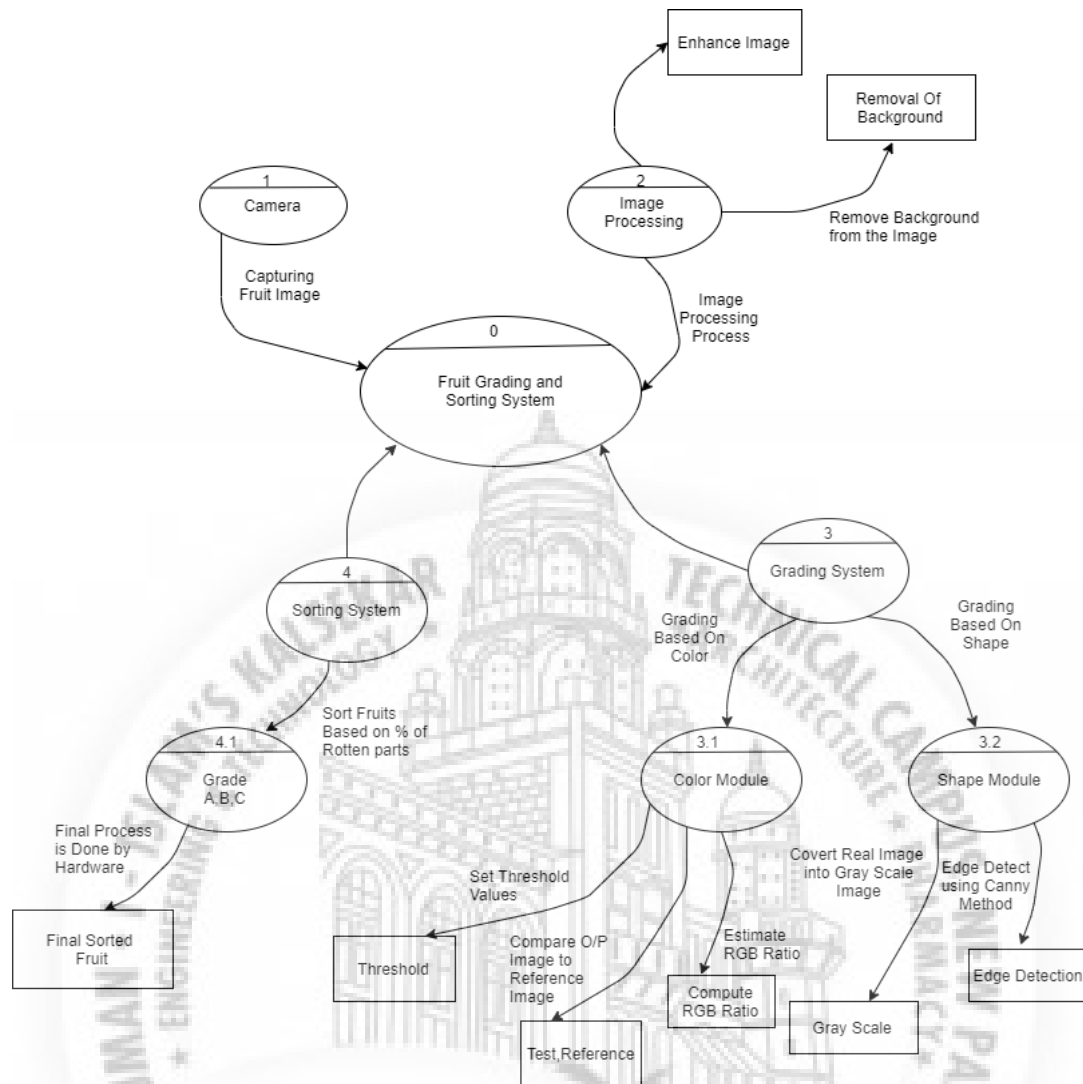 Enhance Image
Removal Of
Background
1
Camera
2
Image
Processing
Remove Background
from the Image
Capturing
Fruit Image
Image
Processing
Process
0
Fruit Grading and
Sorting System
3
Grading System
4
Sorting System
Grading
Based On
Color
Grading
Based On
Shape
Sort Fruits
Based on % of
Rotten parts
4.1
Grade
A,B,C
3.1
Color Module
3.2
Shape Module
Final Process
is Done by
Hardware
Set Threshold
Values
Covert Real Image
into Gray Scale
Image
Edge Detect
using Canny
Method
Final Sorted
Fruit
Threshold
Compare O/P
Image to
Reference
Image
Estimate
RGB Ratio
Compute
RGB Ratio
Gray Scale
Edge Detection
Test,Reference
KALSEKAR
TECHNICAL CAMPUS
ENGINEERING
ARCHITECTURE